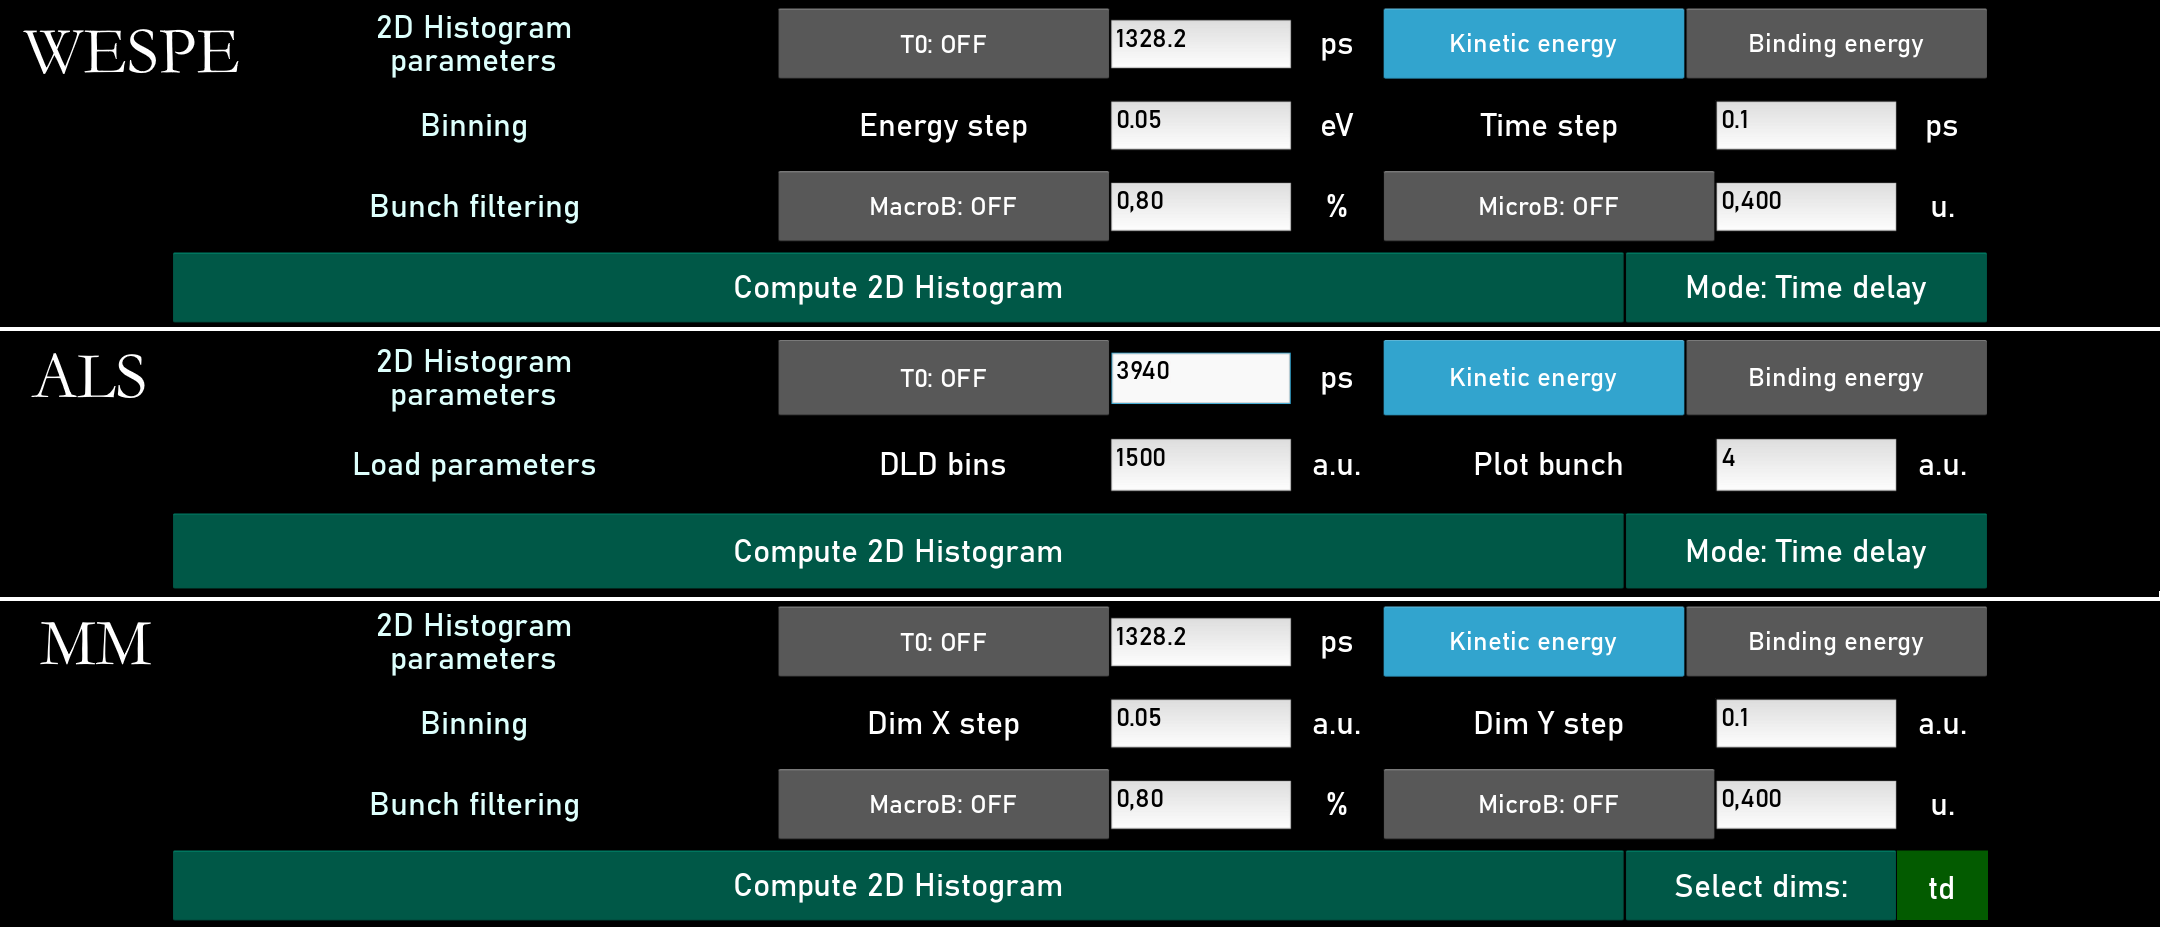 WESPE
2D Histogram
parameters
T0: OFF
1328.2
ps
Kinetic energy
Binding energy
Binning
Energy step
0.05
eV
Time step
0.1
ps
Bunch filtering
MacroB: OFF
0,80
%
MicroB: OFF
0,400
u.
Compute 2D Histogram
Mode: Time delay
ALS
2D Histogram
parameters
T0: OFF
3940
ps
Kinetic energy
Binding energy
Load parameters
DLD bins
1500
a.u.
Plot bunch
4
a.u.
Compute 2D Histogram
Mode: Time delay
MM
2D Histogram
parameters
T0: OFF
1328.2
ps
Kinetic energy
Binding energy
Binning
Dim X step
0.05
a.u.
Dim Y step
0.1
a.u.
Bunch filtering
MacroB: OFF
0,80
%
MicroB: OFF
0,400
u.
Compute 2D Histogram
Select dims:
td